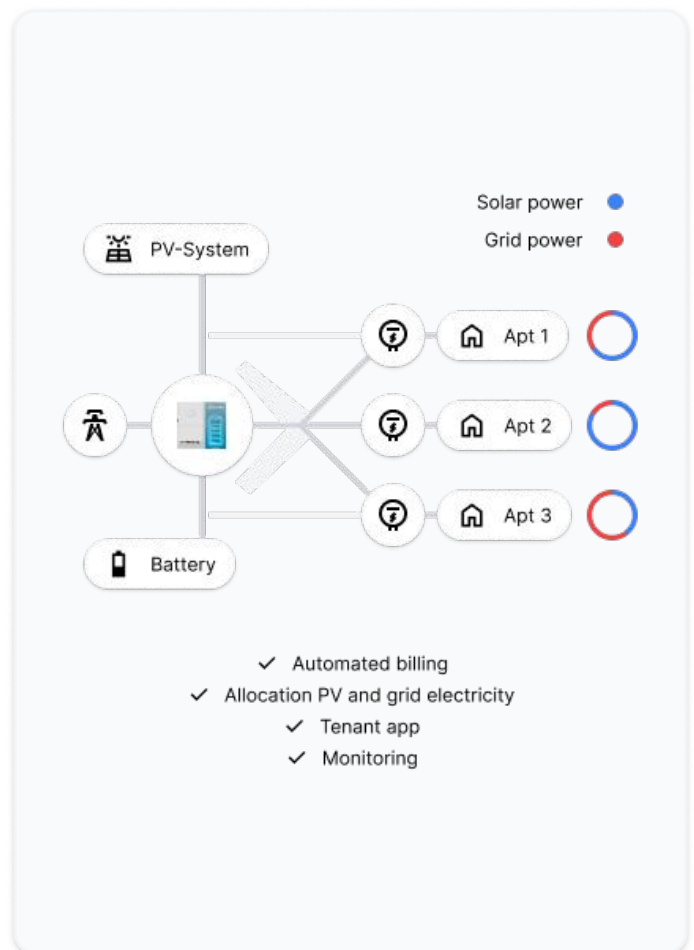 Solar power
Grid power
PV-System
Apt 1
Apt 2
Apt 3
Battery
Automated billing
Allocation PV and grid electricity
Tenant app
Monitoring